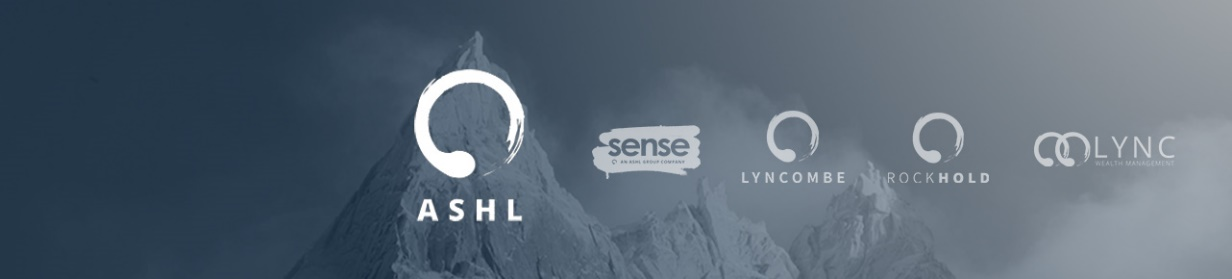 ASHL
sense
AN ASHL GROUP COMPANY
LYNCOMBE
ROCKHOLD
LYNC
WEALTH MANAGEMENT